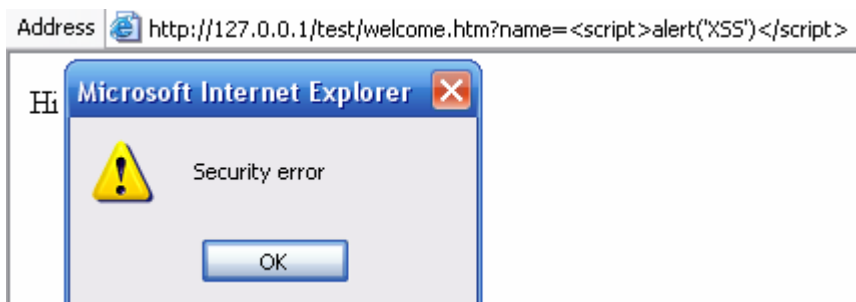 Address http://127.0.0.1/test/welcome.htm?name=<script>alert('XSS')</script>
Hi
Microsoft Internet Explorer
Security error
OK